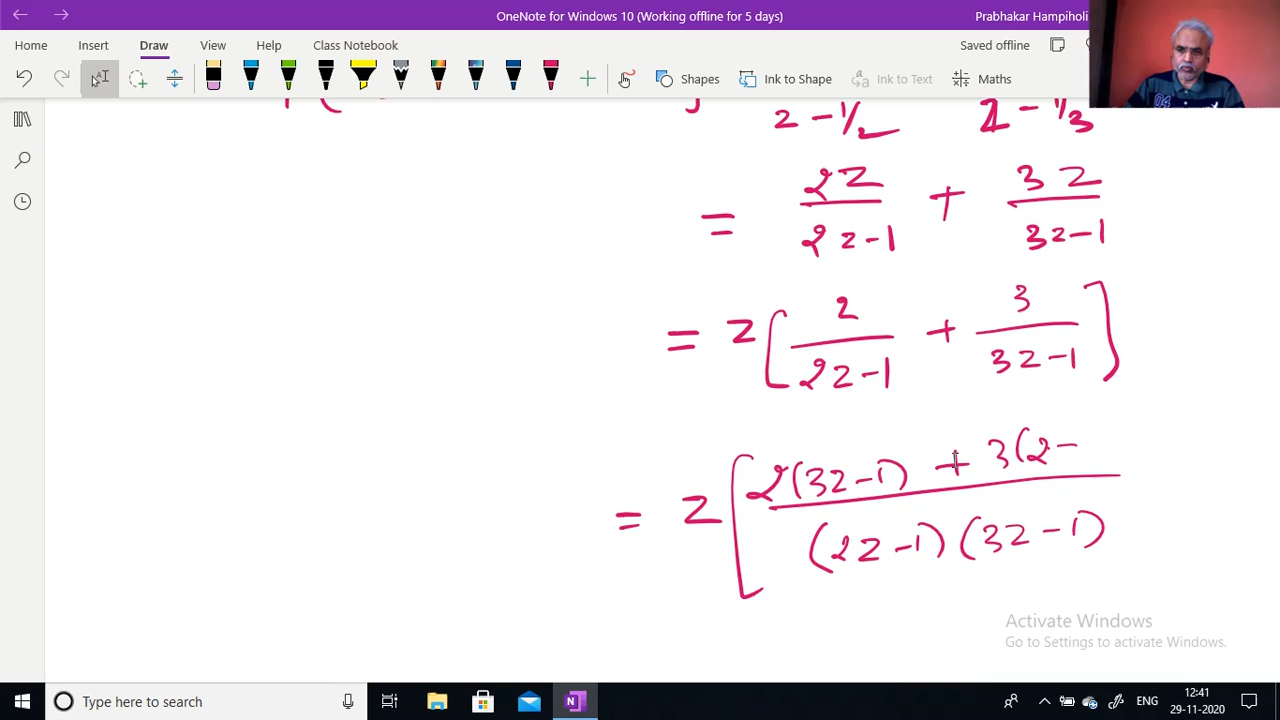 OneNote for Windows 10 (Working offline for 5 days)
Prabhakar Hampiholi
Home Insert Draw View Help Class Notebook Saved offline
Shapes Ink to Shape Ink to Text Maths
04
z - 1/2 z - 1/3
= 2z/(2z-1) + 3z/(3z-1)
= z [ 2/(2z-1) + 3/(3z-1) ]
= z [ 2(3z-1) + 3(2-
(2z-1)(3z-1)
Activate Windows
Go to Settings to activate Windows.
Type here to search
N
ENG
12:41
29-11-2020